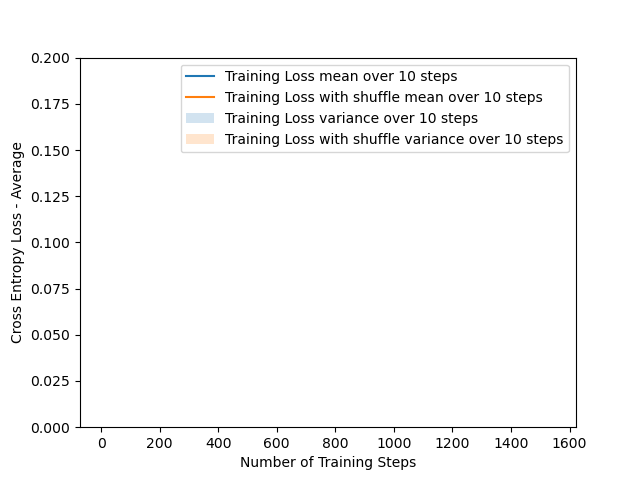 0.200
0.175
0.150
0.125
0.100
0.075
0.050
0.025
0.000
Cross Entropy Loss - Average
Training Loss mean over 10 steps
Training Loss with shuffle mean over 10 steps
Training Loss variance over 10 steps
Training Loss with shuffle variance over 10 steps
0 200 400 600 800 1000 1200 1400 1600
Number of Training Steps